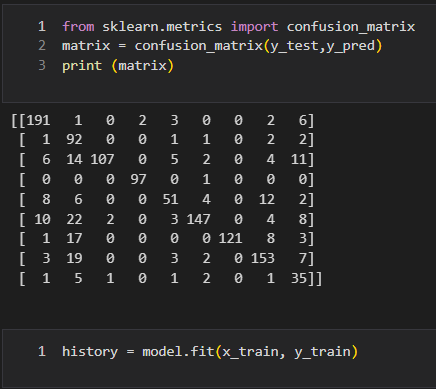 1 from sklearn.metrics import confusion_matrix
2 matrix = confusion_matrix(y_test,y_pred)
3 print (matrix)
[[191 1 0 2 3 0 0 2 6]
[ 1 92 0 0 1 1 0 2 2]
[ 6 14 107 0 5 2 0 4 11]
[ 0 0 0 97 0 1 0 0 0]
[ 8 6 0 0 51 4 0 12 2]
[ 10 22 2 0 3 147 0 4 8]
[ 1 17 0 0 0 0 121 8 3]
[ 3 19 0 0 3 2 0 153 7]
[ 1 5 1 0 1 2 0 1 35]]
1 history = model.fit(x_train, y_train)